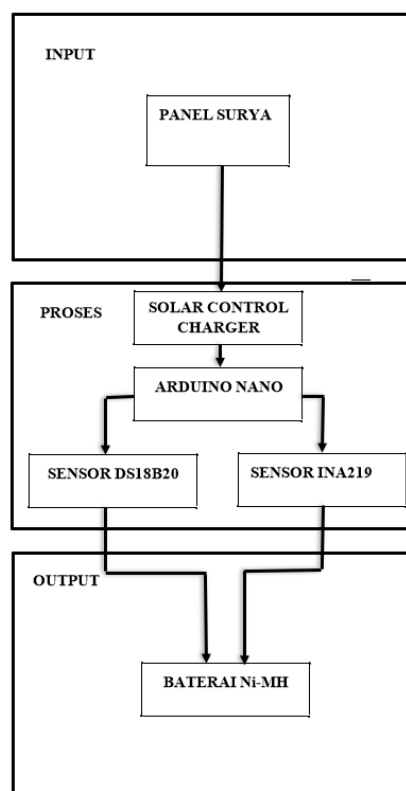 INPUT
PANEL SURYA
PROSES
SOLAR CONTROL
CHARGER
ARDUINO NANO
SENSOR DS18B20
SENSOR INA219
OUTPUT
BATERAI Ni-MH